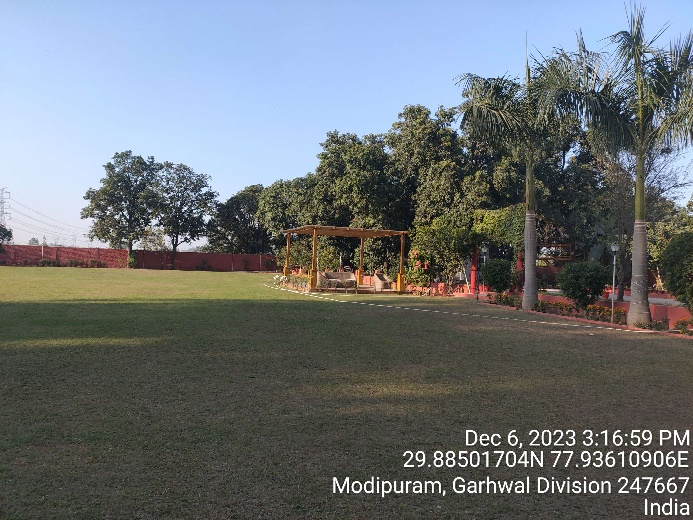 Dec 6, 2023 3:16:59 PM
29.88501704N 77.93610906E
Modipuram, Garhwal Division 247667
India